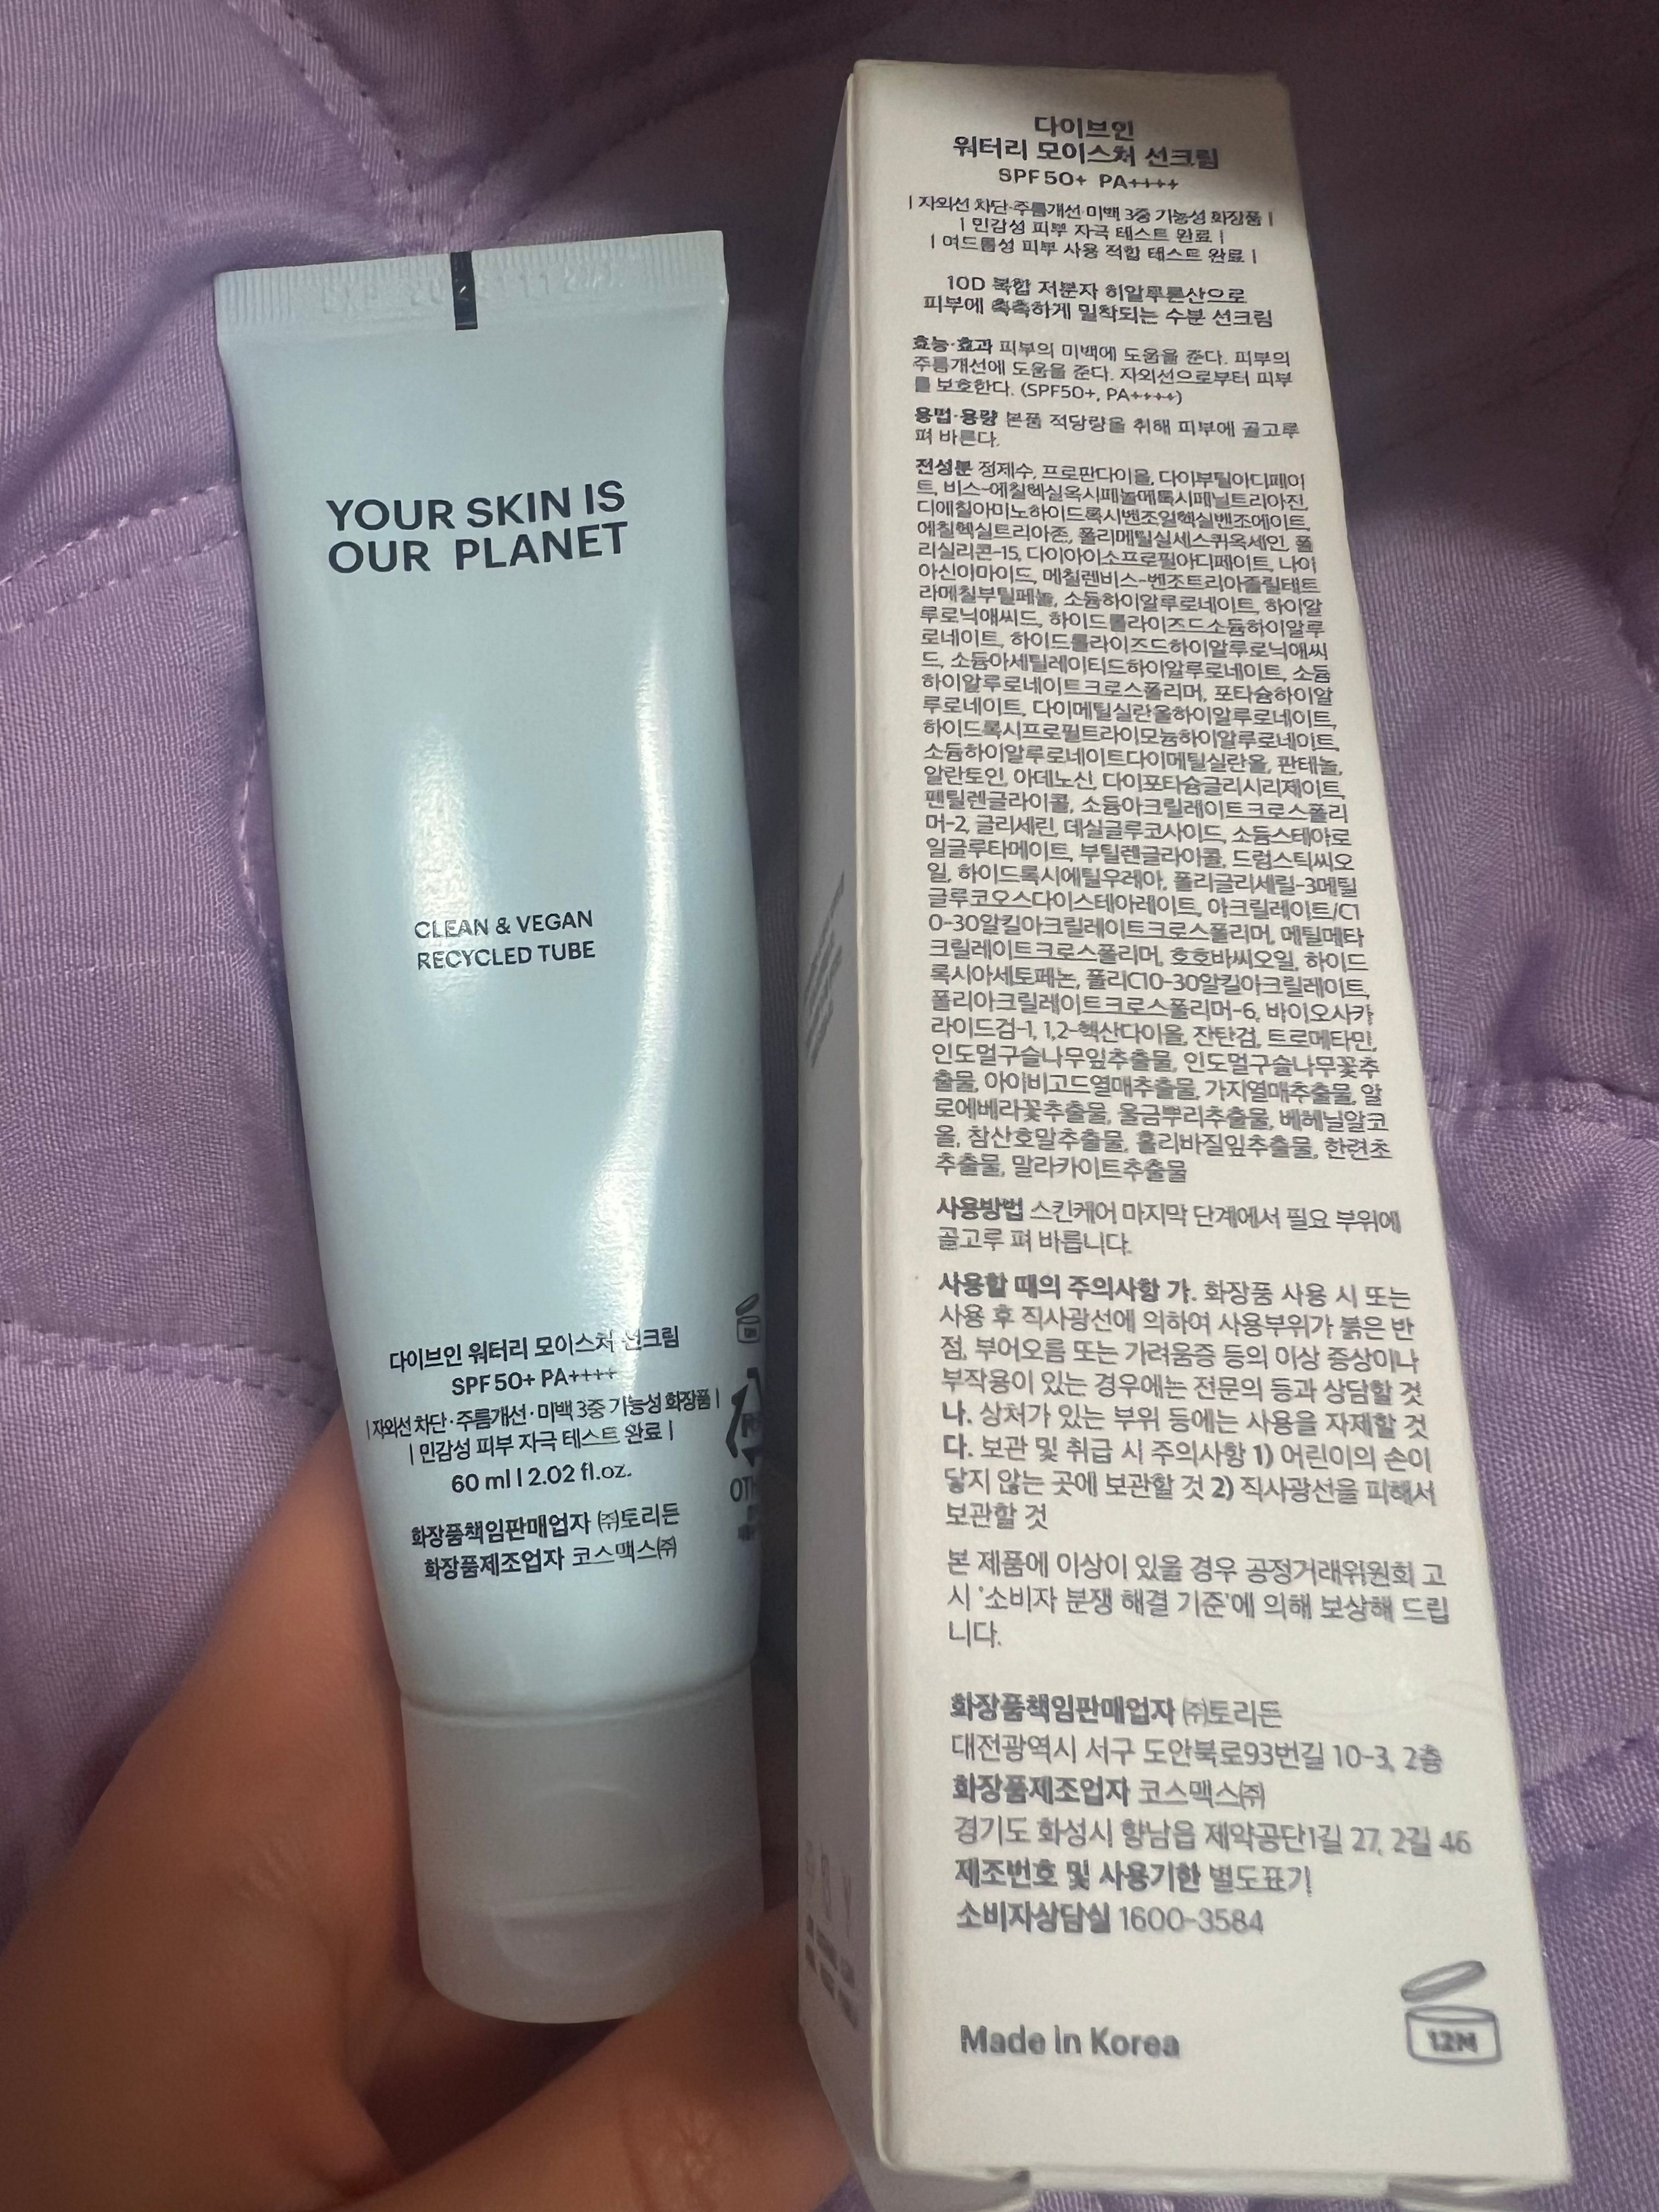 YOUR SKIN IS
OUR PLANET
CLEAN & VEGAN
RECYCLED TUBE
다이브인 워터리 모이스처 선크림
SPF 50+ PA++++
| 자외선 차단·주름개선·미백 3중 기능성 화장품 |
| 민감성 피부 자극 테스트 완료 |
60 ml | 2.02 fl.oz.
화장품책임판매업자 ㈜토리든
화장품제조업자 코스맥스㈜
다이브인
워터리 모이스처 선크림
SPF 50+ PA++++
| 자외선 차단·주름개선·미백 3중 기능성 화장품 |
| 민감성 피부 자극 테스트 완료 |
| 여드름성 피부 사용 적합 테스트 완료 |
10D 복합 저분자 히알루론산으로
피부에 촉촉하게 밀착되는 수분 선크림
효능·효과 피부의 미백에 도움을 준다. 피부의
주름개선에 도움을 준다. 자외선으로부터 피부
를 보호한다. (SPF50+, PA++++)
용법·용량 본품 적당량을 취해 피부에 골고루
펴 바른다.
전성분 정제수, 프로판다이올, 다이부틸아디페이
트, 비스-에칠헥실옥시페놀메톡시페닐트리아진,
디에칠아미노하이드록시벤조일헥실벤조에이트,
에칠헥실트리아존, 폴리메틸실세스퀴옥세인, 폴
리실리콘-15, 다이아이소프로필아디페이트, 나이
아신아마이드, 메칠렌비스-벤조트리아졸릴테트
라메칠부틸페놀, 소듐하이알루로네이트, 하이알
루로닉애씨드, 하이드롤라이즈드소듐하이알루
로네이트, 하이드롤라이즈드하이알루로닉애씨
드, 소듐아세틸레이티드하이알루로네이트, 소듐
하이알루로네이트크로스폴리머, 포타슘하이알
루로네이트, 다이메틸실란올하이알루로네이트,
하이드록시프로필트라이모늄하이알루로네이트,
소듐하이알루로네이트다이메틸실란올, 판테놀,
알란토인, 아데노신, 다이포타슘글리시리제이트,
펜틸렌글라이콜, 소듐아크릴레이트크로스폴리
머-2, 글리세린, 데실글루코사이드, 소듐스테아로
일글루타메이트, 부틸렌글라이콜, 드럼스틱씨오
일, 하이드록시에틸우레아, 폴리글리세릴-3메틸
글루코오스다이스테아레이트, 아크릴레이트/C1
0-30알킬아크릴레이트크로스폴리머, 메틸메타
크릴레이트크로스폴리머, 호호바씨오일, 하이드
록시아세토페논, 폴리C10-30알킬아크릴레이트,
폴리아크릴레이트크로스폴리머-6, 바이오사카
라이드검-1, 1,2-헥산다이올, 잔탄검, 트로메타민,
인도멀구슬나무잎추출물, 인도멀구슬나무꽃추
출물, 아이비고드열매추출물, 가지열매추출물, 알
로에베라꽃추출물, 울금뿌리추출물, 베헤닐알코
올, 참산호말추출물, 홀리바질잎추출물, 한련초
추출물, 말라카이트추출물
사용방법 스킨케어 마지막 단계에서 필요 부위에
골고루 펴 바릅니다.
사용할 때의 주의사항 가. 화장품 사용 시 또는
사용 후 직사광선에 의하여 사용부위가 붉은 반
점, 부어오름 또는 가려움증 등의 이상 증상이나
부작용이 있는 경우에는 전문의 등과 상담할 것
나. 상처가 있는 부위 등에는 사용을 자제할 것
다. 보관 및 취급 시 주의사항 1) 어린이의 손이
닿지 않는 곳에 보관할 것 2) 직사광선을 피해서
보관할 것
본 제품에 이상이 있을 경우 공정거래위원회 고
시 '소비자 분쟁 해결 기준'에 의해 보상해 드립
니다.
화장품책임판매업자 ㈜토리든
대전광역시 서구 도안북로93번길 10-3, 2층
화장품제조업자 코스맥스㈜
경기도 화성시 향남읍 제약공단1길 27, 2길 46
제조번호 및 사용기한 별도표기
소비자상담실 1600-3584
Made in Korea
12M